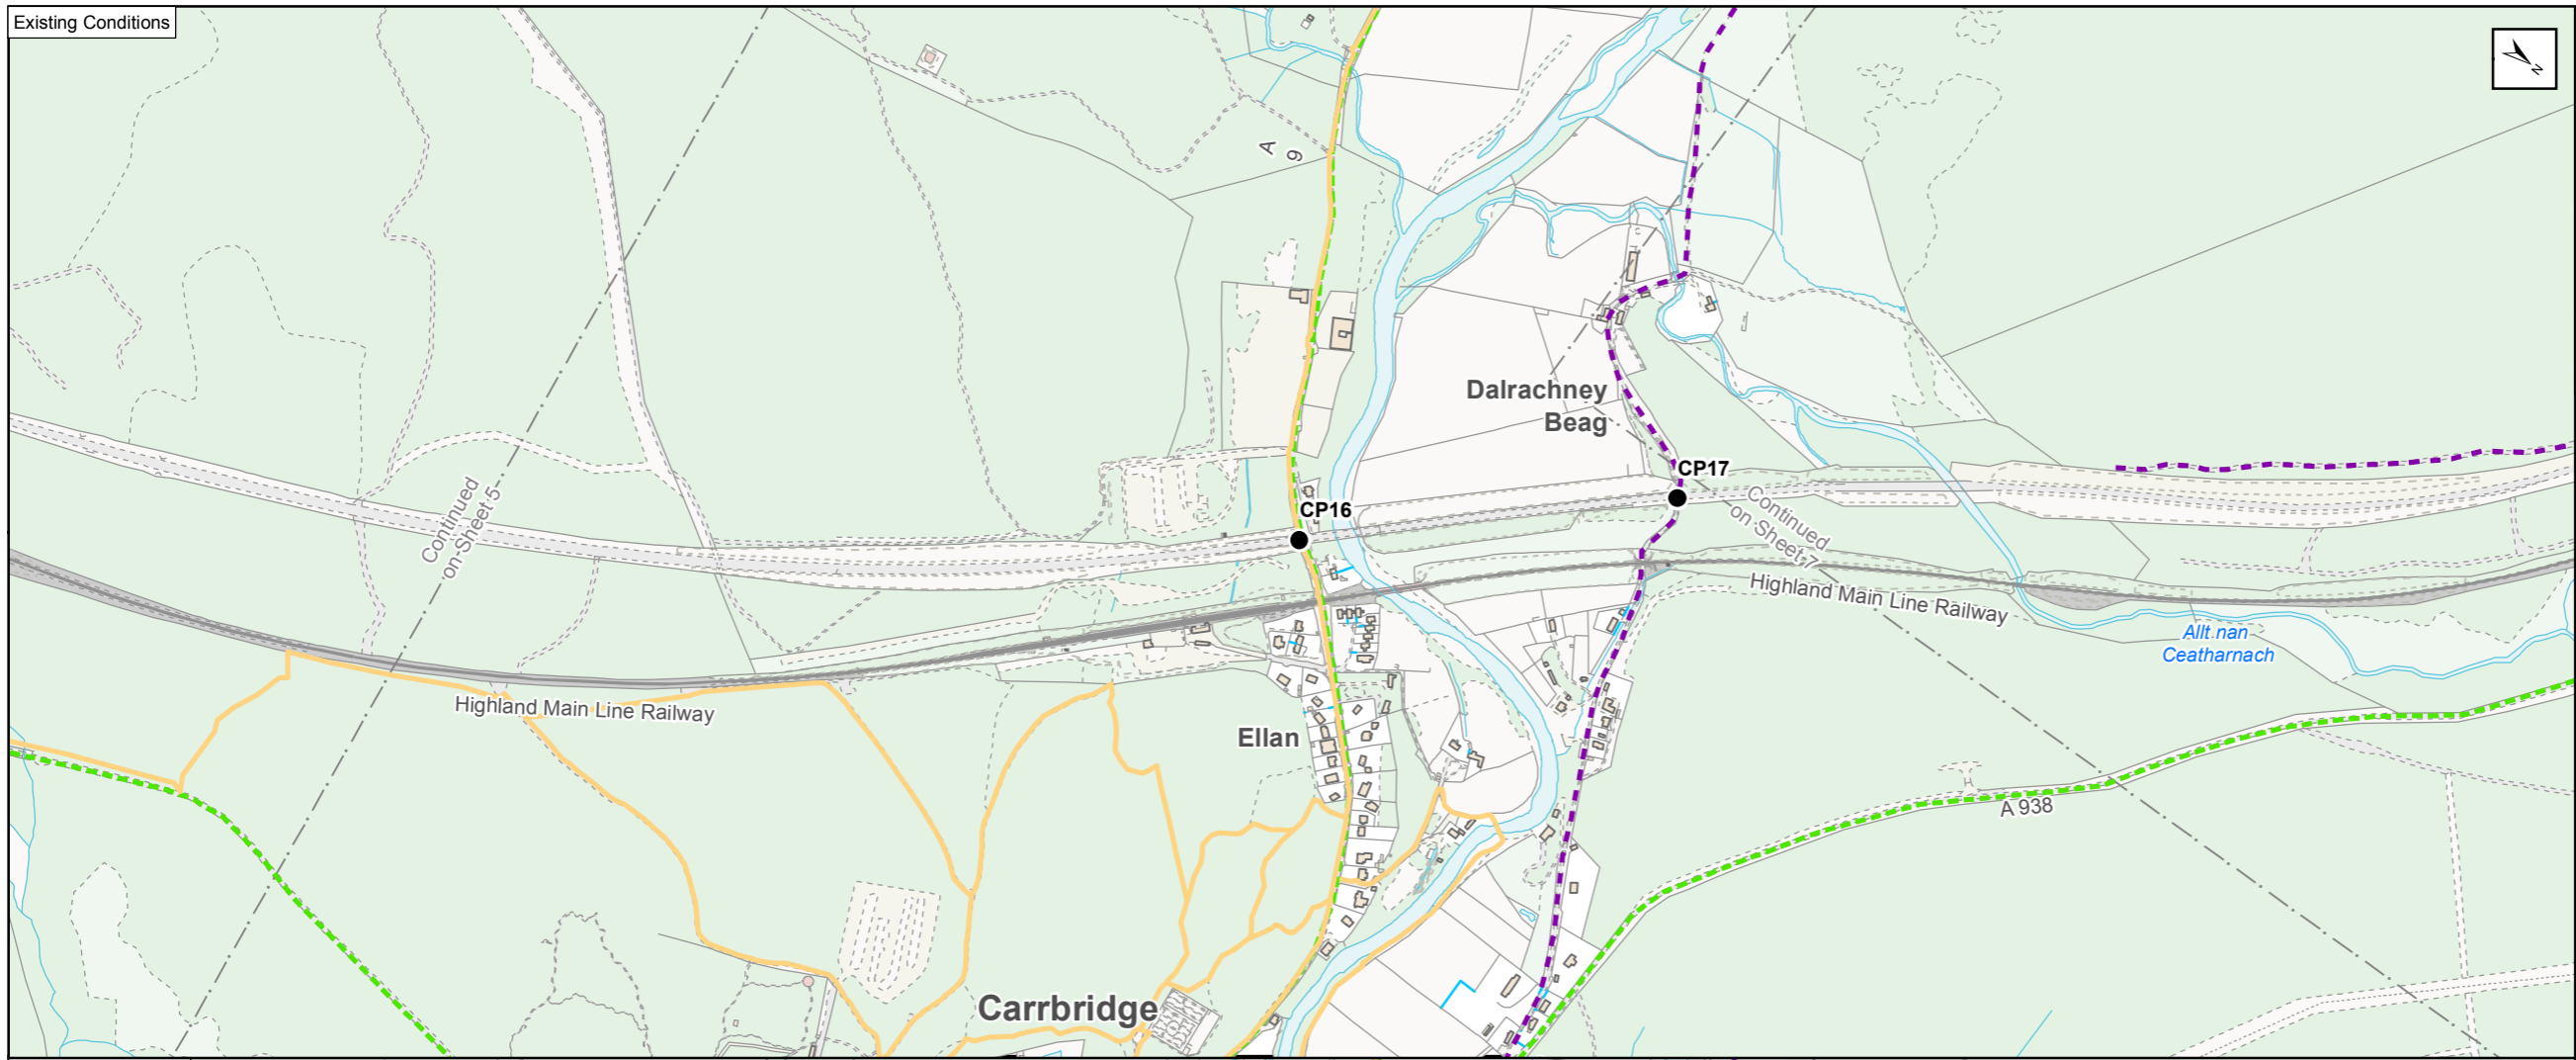 Existing Conditions
N
A 9
Dalrachney
Beag
CP17
CP16
Continued
on Sheet 5
Continued
on Sheet 7
Highland Main Line Railway
Allt nan
Ceatharnach
Highland Main Line Railway
Ellan
A 938
Carrbridge